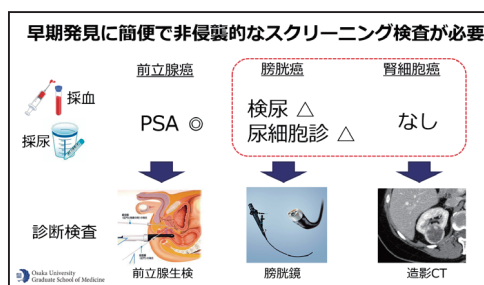 早期発見に簡便で非侵襲的なスクリーニング検査が必要
前立腺癌
膀胱癌
腎細胞癌
採血
採尿
PSA ◎
検尿 △
尿細胞診 △
なし
診断検査
前立腺生検
膀胱鏡
造影CT
Osaka University
Graduate School of Medicine